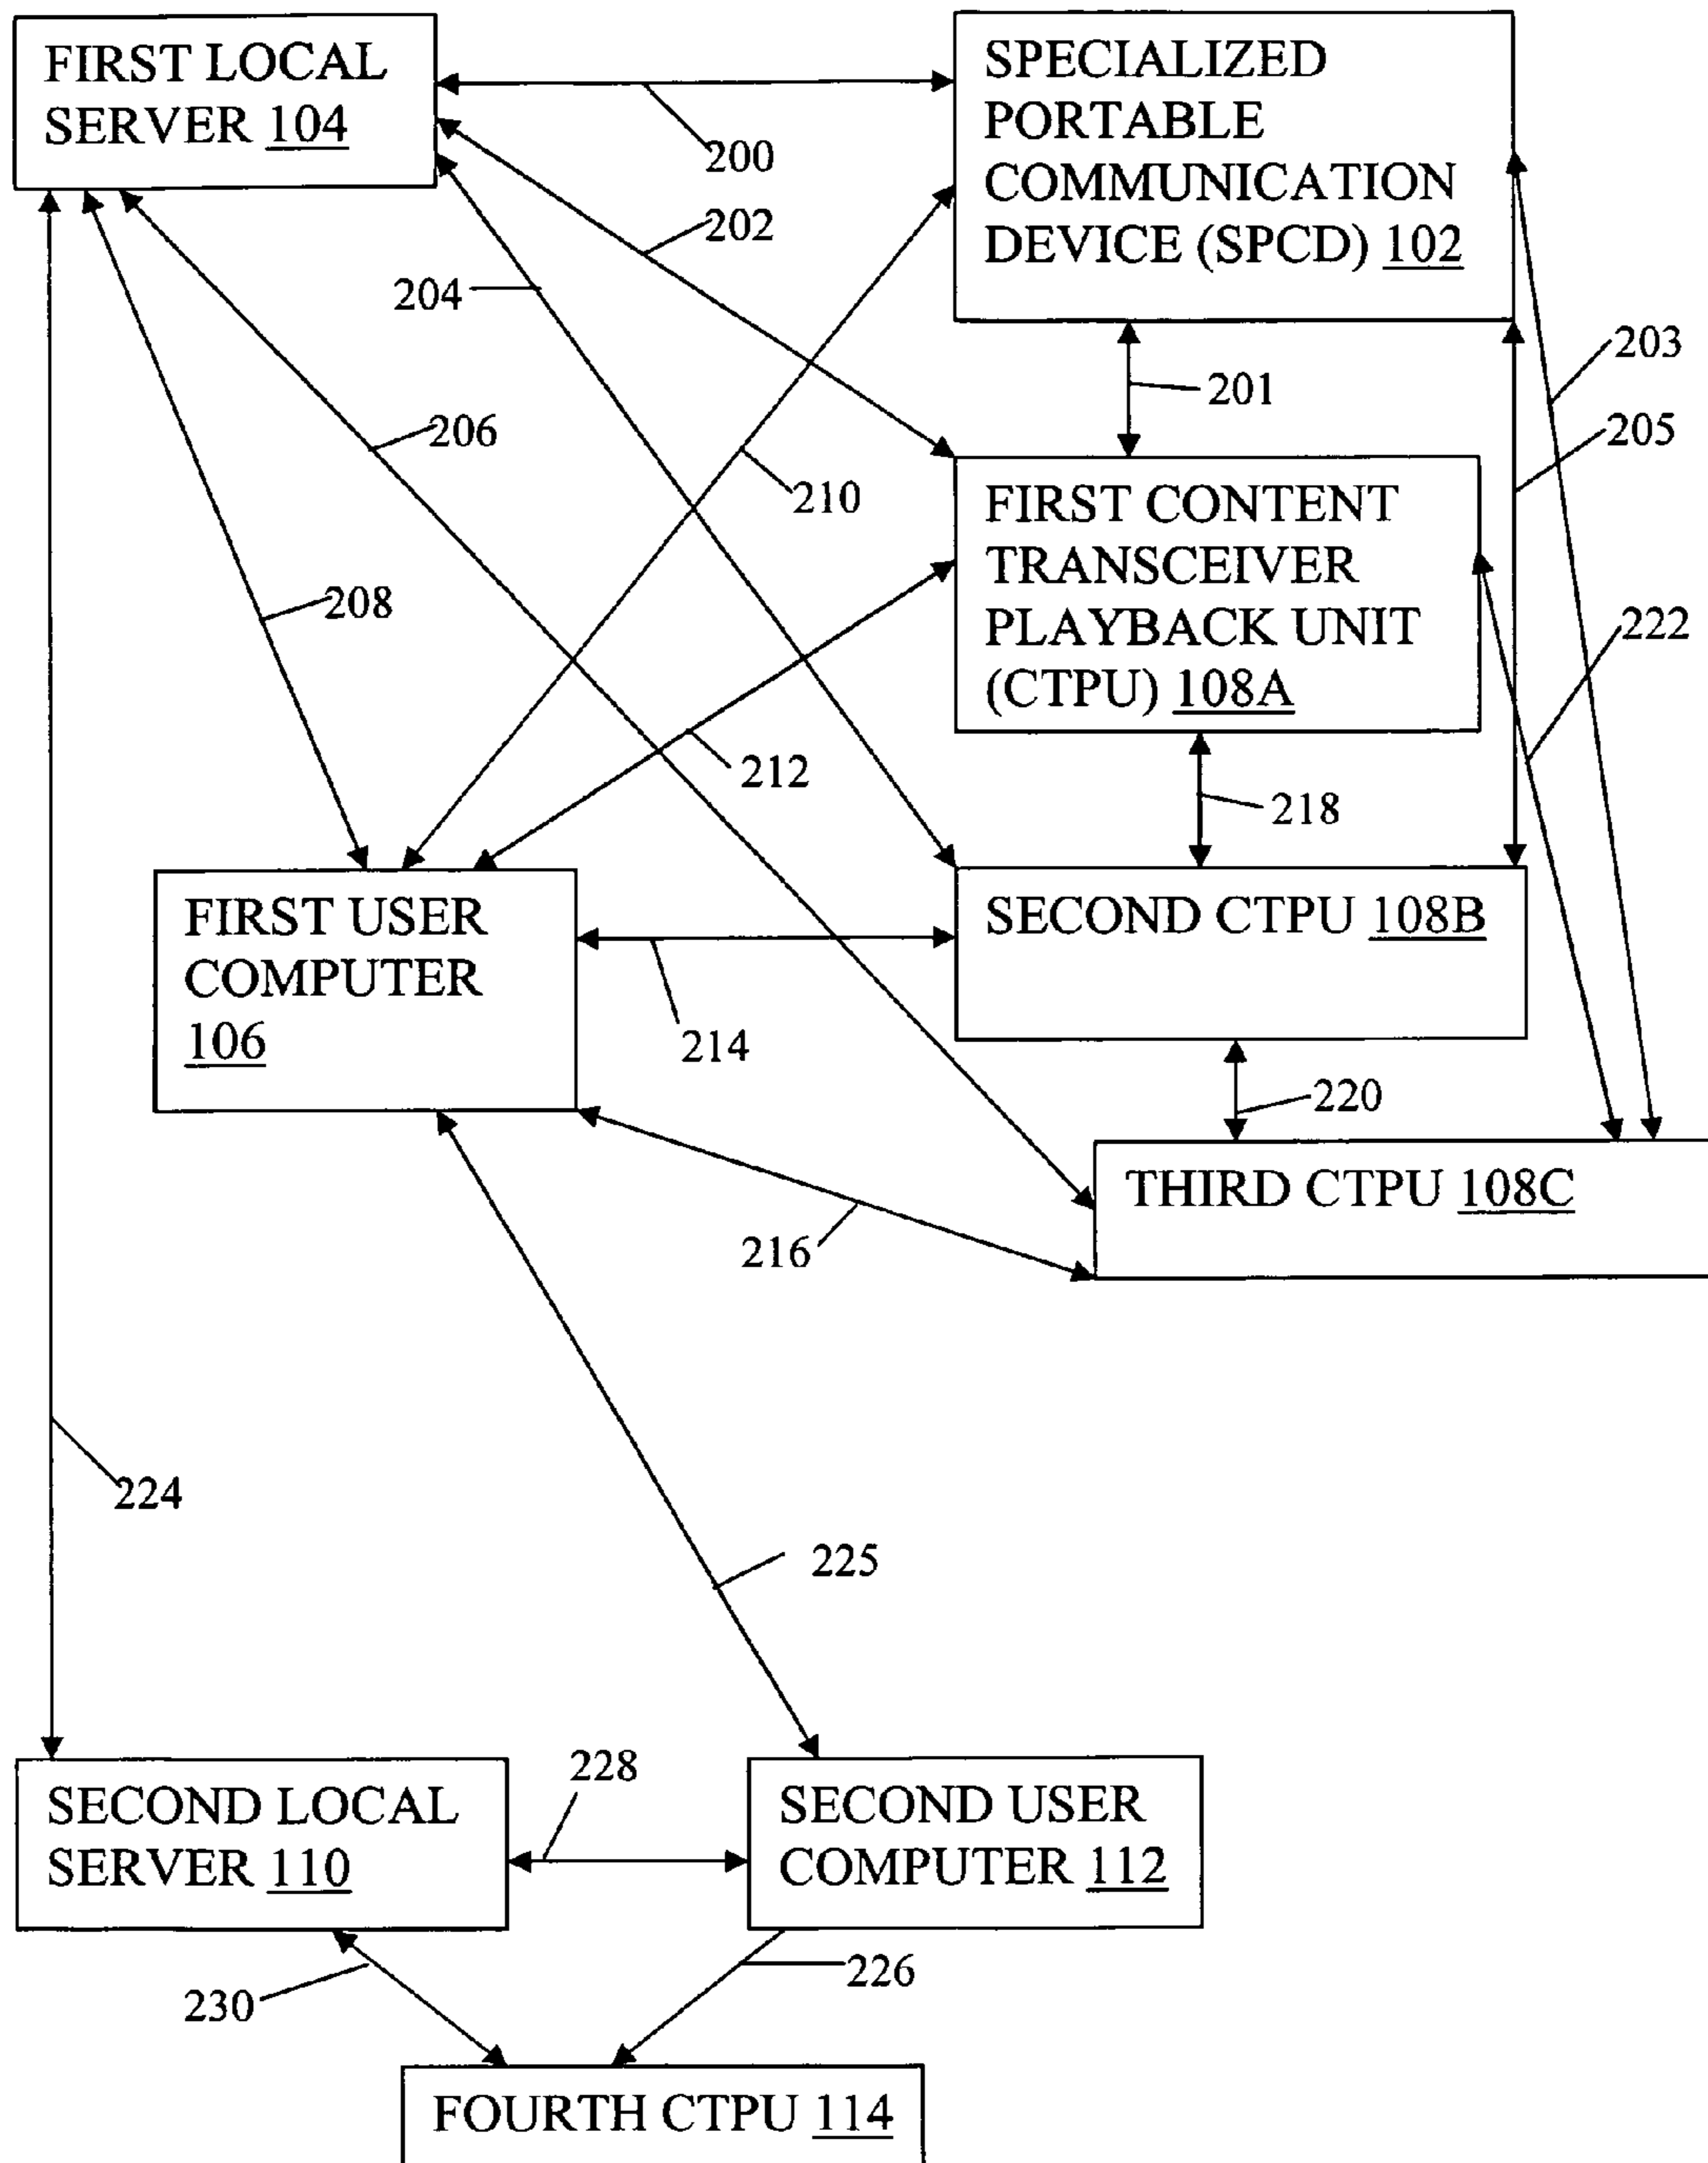 FIRST LOCAL
SERVER 104
SPECIALIZED
PORTABLE
COMMUNICATION
DEVICE (SPCD) 102
200
202
204
203
201
205
206
210
FIRST CONTENT
TRANSCEIVER
PLAYBACK UNIT
(CTPU) 108A
208
222
212
218
FIRST USER
COMPUTER
106
SECOND CTPU 108B
214
220
THIRD CTPU 108C
216
224
225
228
SECOND LOCAL
SERVER 110
SECOND USER
COMPUTER 112
230
226
FOURTH CTPU 114